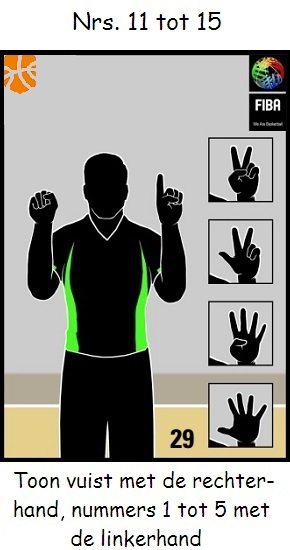 Nrs. 11 tot 15
FIBA
We Are Basketball
29
Toon vuist met de rechter-
hand, nummers 1 tot 5 met
de linkerhand